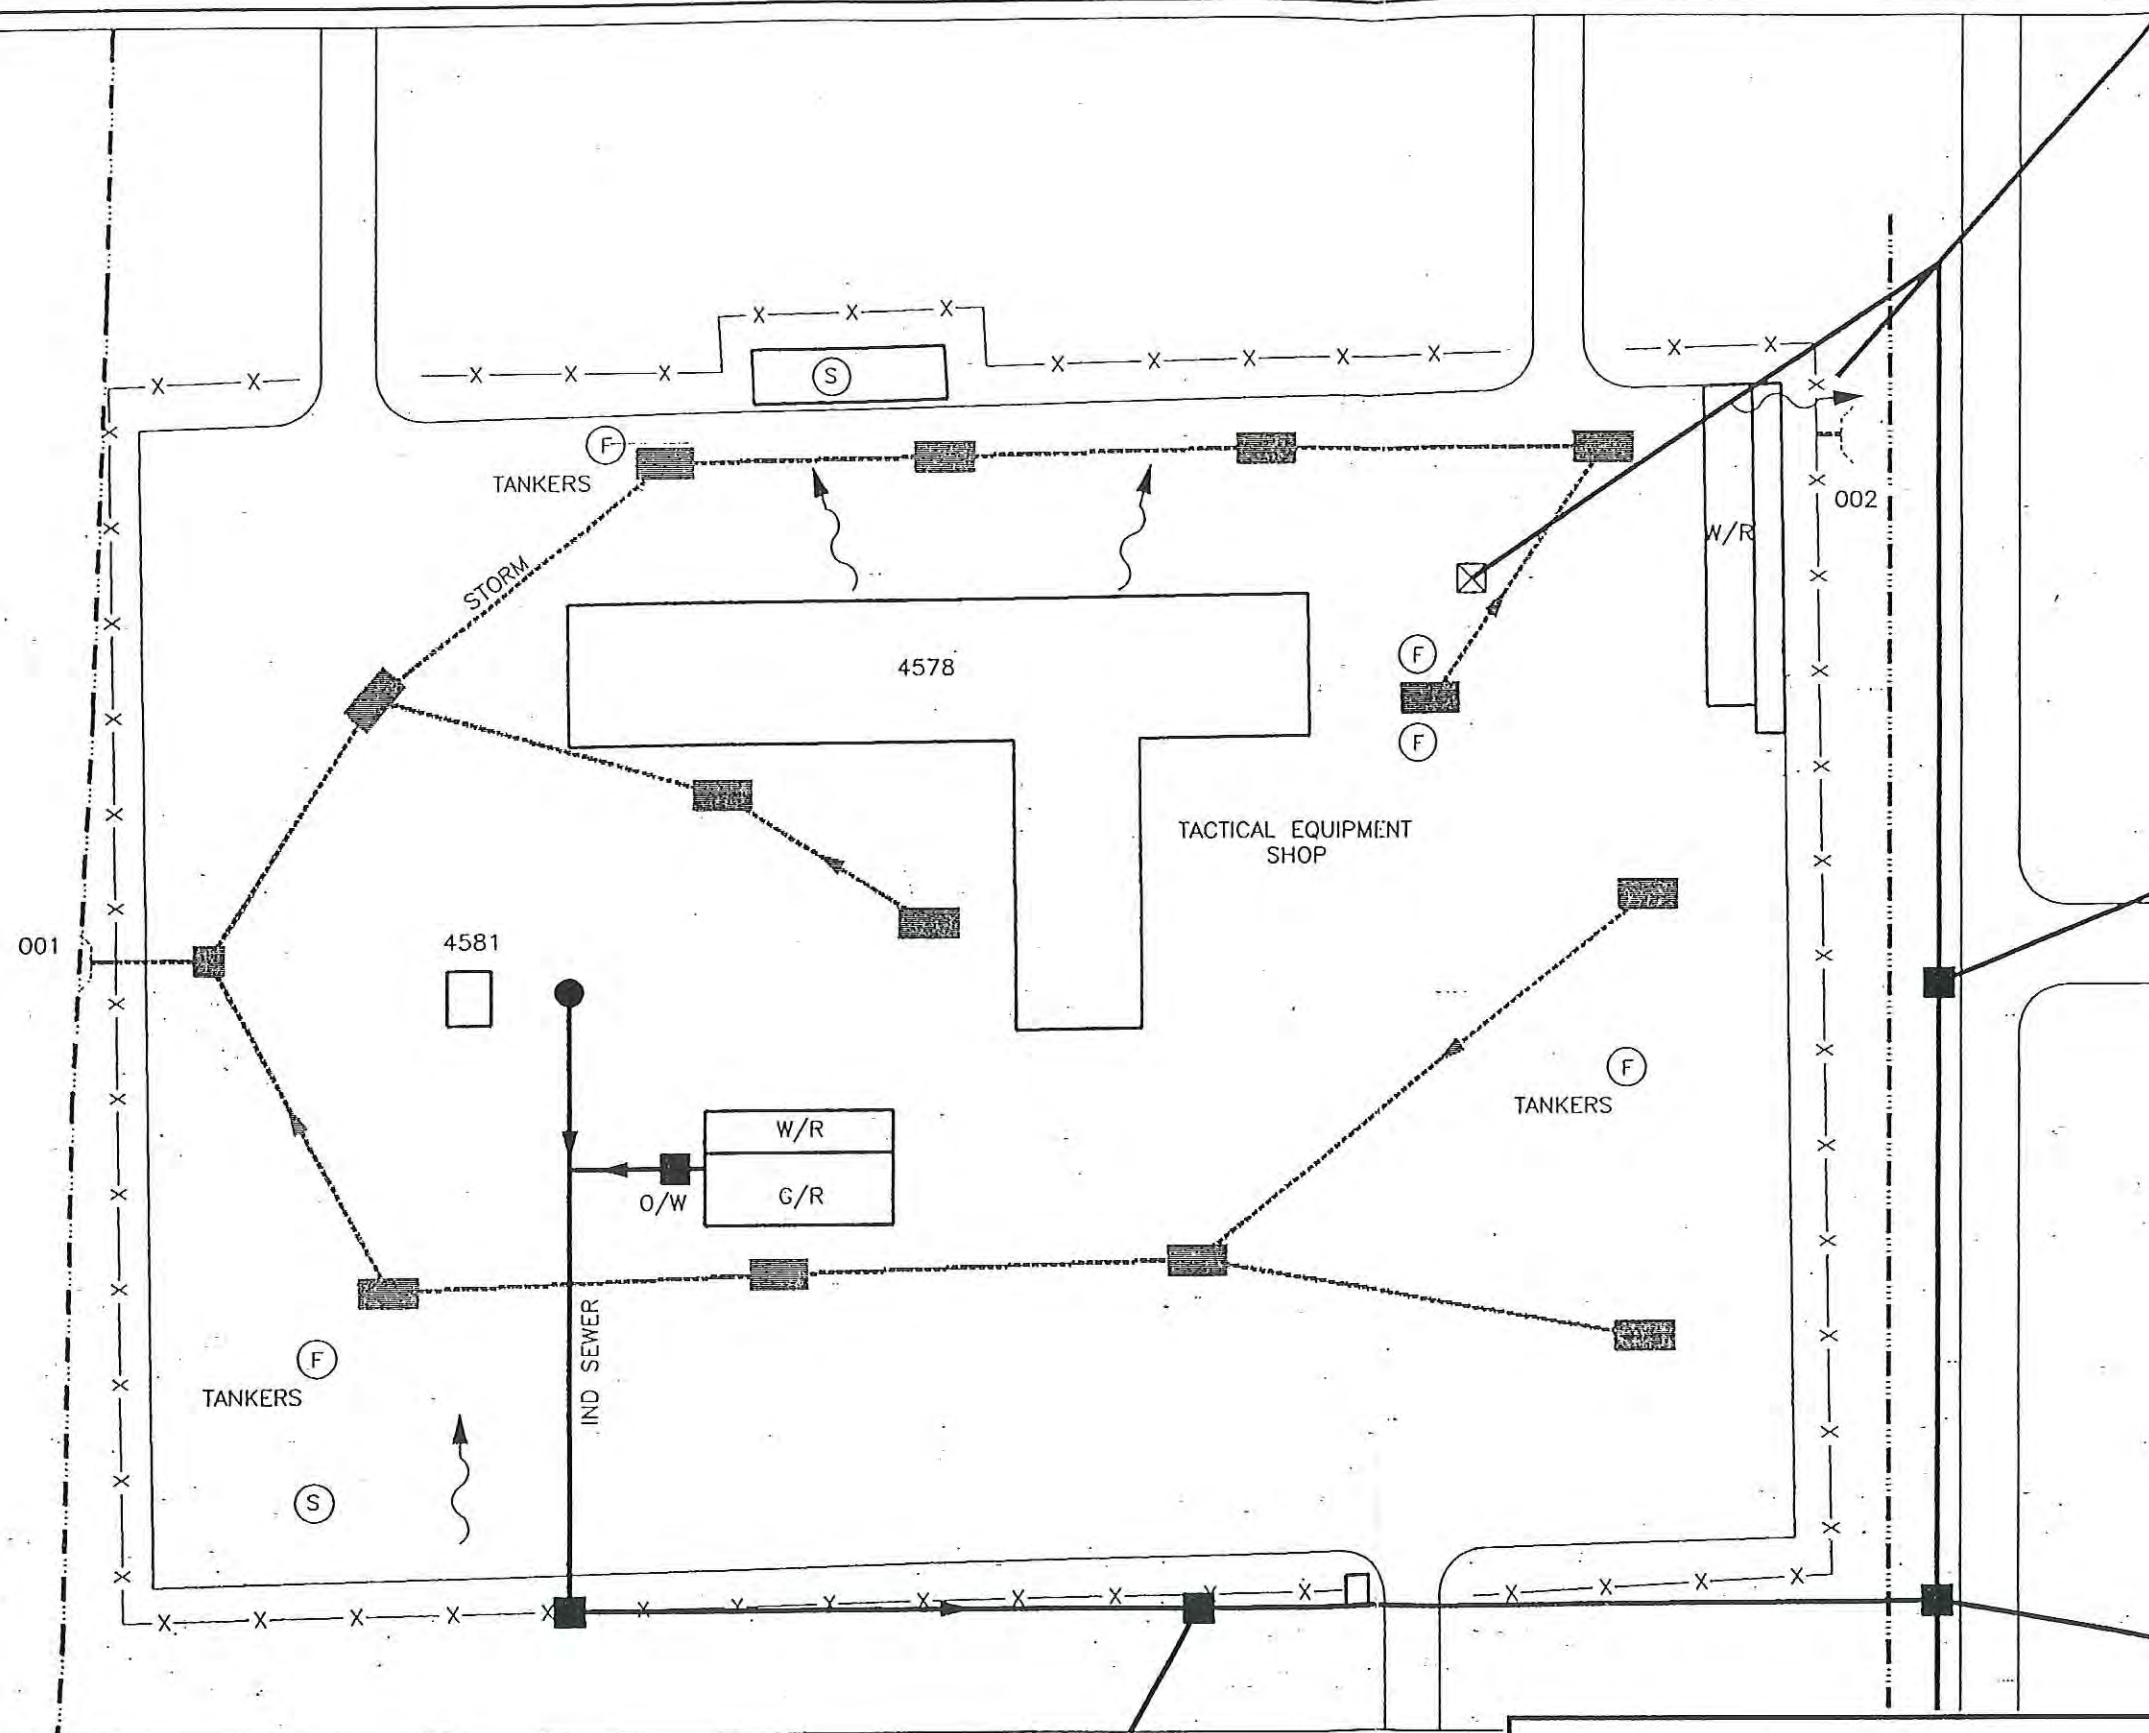 S
F
TANKERS
002
W/R
STORM
4578
F
F
TACTICAL EQUIPMENT
SHOP
001
4581
F
TANKERS
W/R
O/W
G/R
IND SEWER
F
TANKERS
S